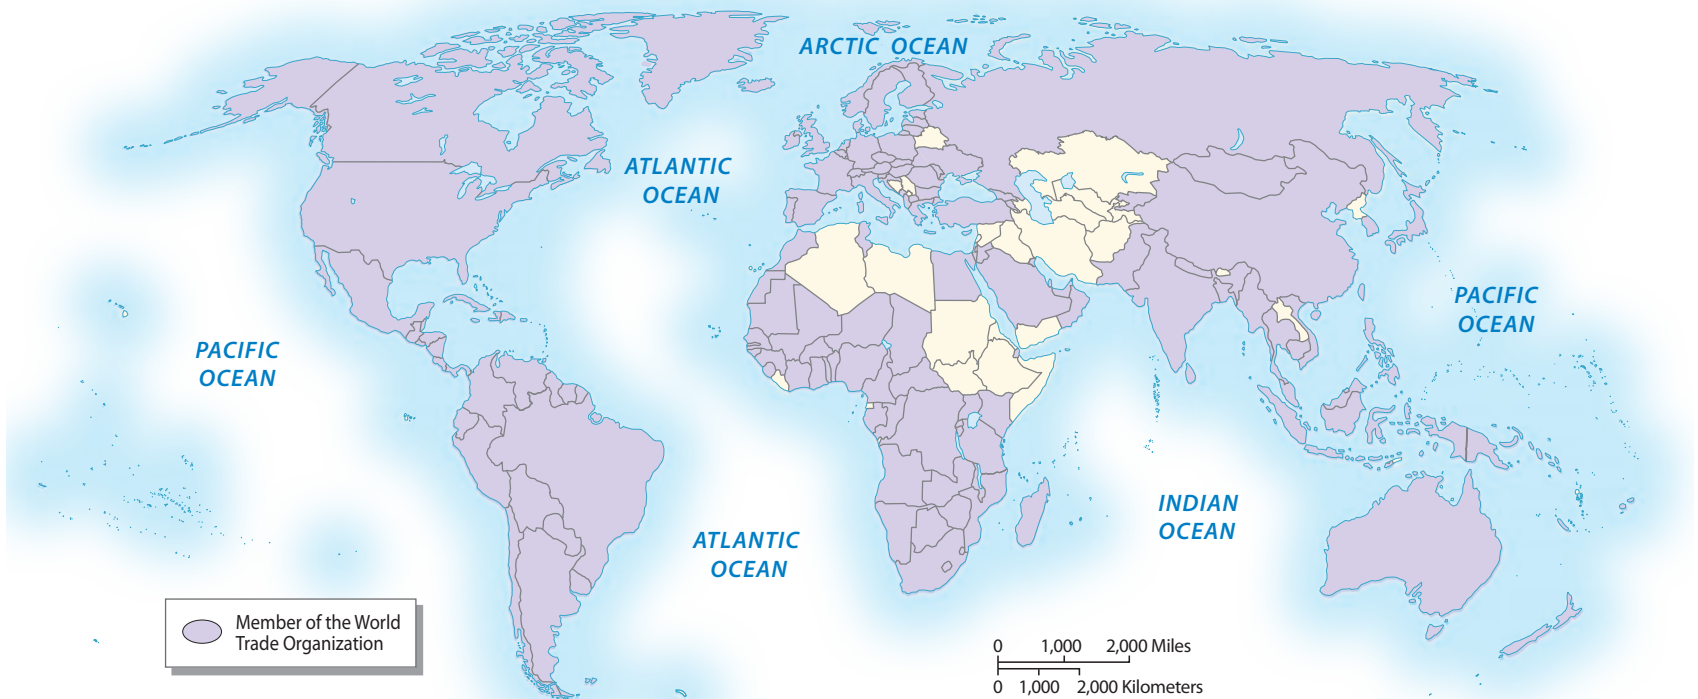 ARCTIC OCEAN
ATLANTIC
OCEAN
PACIFIC
OCEAN
PACIFIC
OCEAN
INDIAN
OCEAN
ATLANTIC
OCEAN
Member of the World
Trade Organization
0 1,000 2,000 Miles
0 1,000 2,000 Kilometers